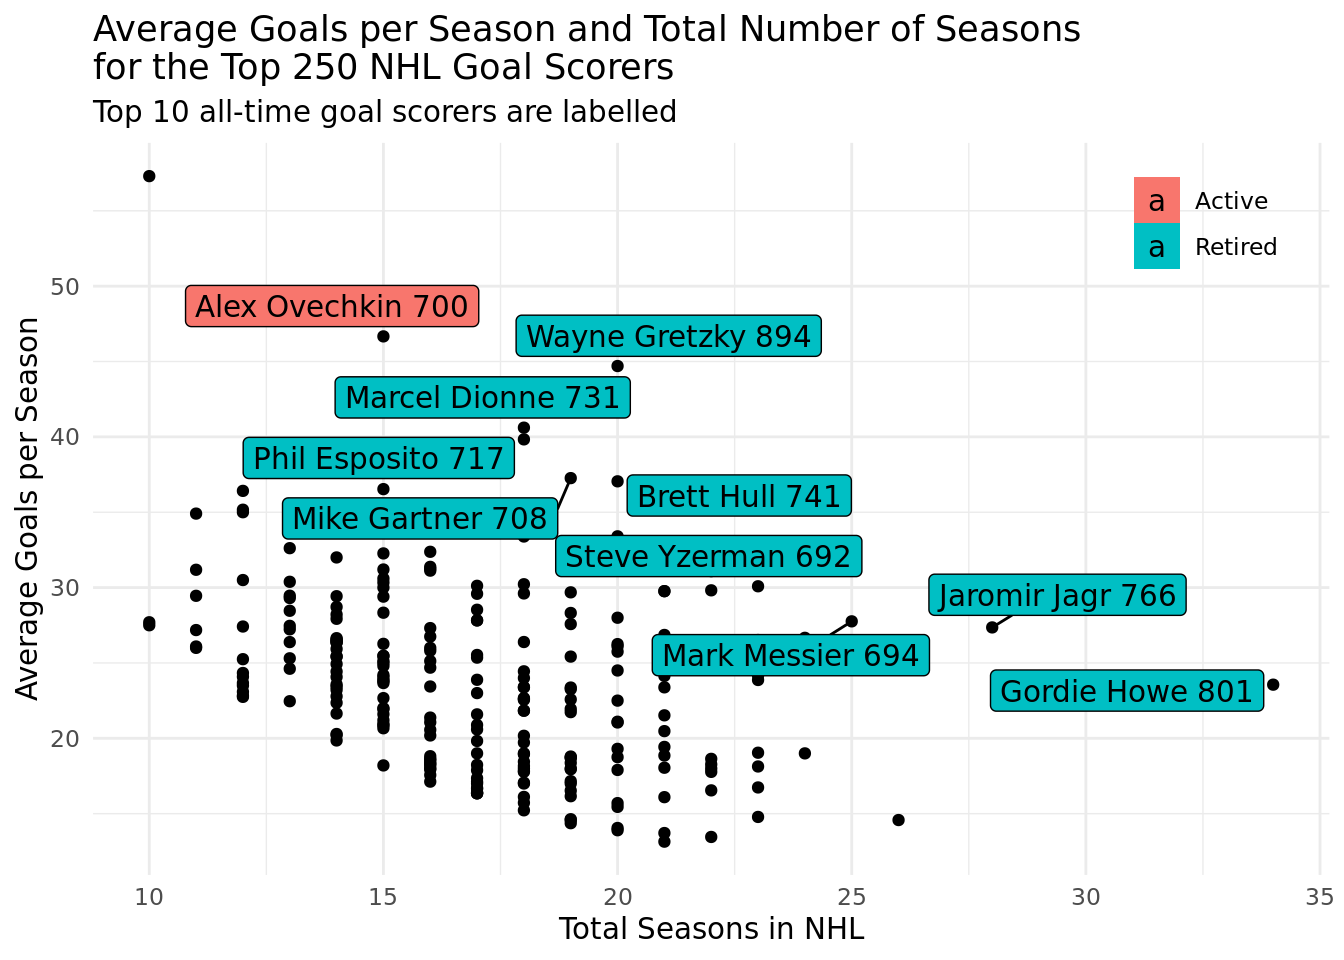 Average Goals per Season and Total Number of Seasons
for the Top 250 NHL Goal Scorers
Top 10 all-time goal scorers are labelled
a Active
a Retired
Alex Ovechkin 700
Wayne Gretzky 894
Marcel Dionne 731
Phil Esposito 717
Brett Hull 741
Mike Gartner 708
Steve Yzerman 692
Jaromir Jagr 766
Mark Messier 694
Gordie Howe 801
50
40
30
20
Average Goals per Season
10 15 20 25 30 35
Total Seasons in NHL